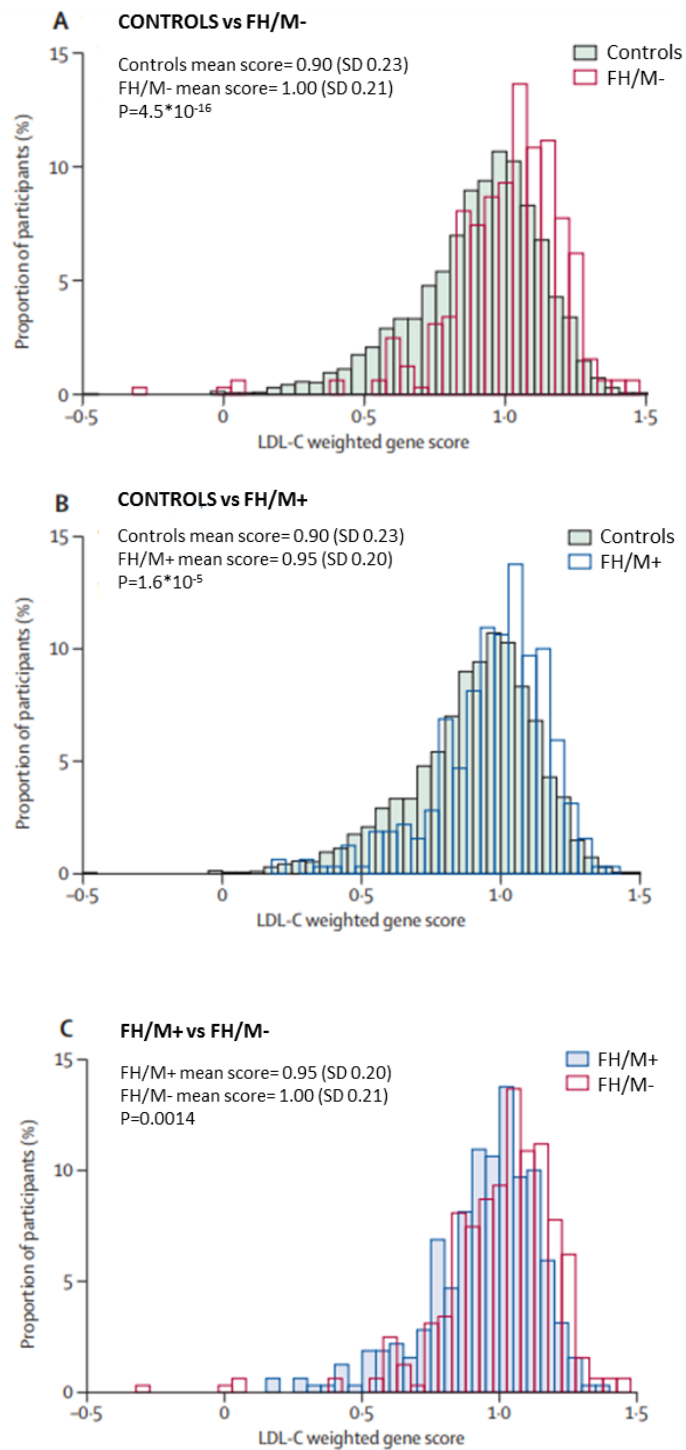 A
CONTROLS vs FH/M-
Controls mean score= 0.90 (SD 0.23)
FH/M- mean score= 1.00 (SD 0.21)
P=4.5*10-16
Controls
FH/M-
Proportion of participants (%)
15
10
5
0
–0·5
0
0·5
1·0
1·5
LDL-C weighted gene score
B
CONTROLS vs FH/M+
Controls mean score= 0.90 (SD 0.23)
FH/M+ mean score= 0.95 (SD 0.20)
P=1.6*10-5
Controls
FH/M+
Proportion of participants (%)
15
10
5
0
–0·5
0
0·5
1·0
1·5
LDL-C weighted gene score
C
FH/M+ vs FH/M-
FH/M+ mean score= 0.95 (SD 0.20)
FH/M- mean score= 1.00 (SD 0.21)
P=0.0014
FH/M+
FH/M-
Proportion of participants (%)
15
10
5
0
–0·5
0
0·5
1·0
1·5
LDL-C weighted gene score